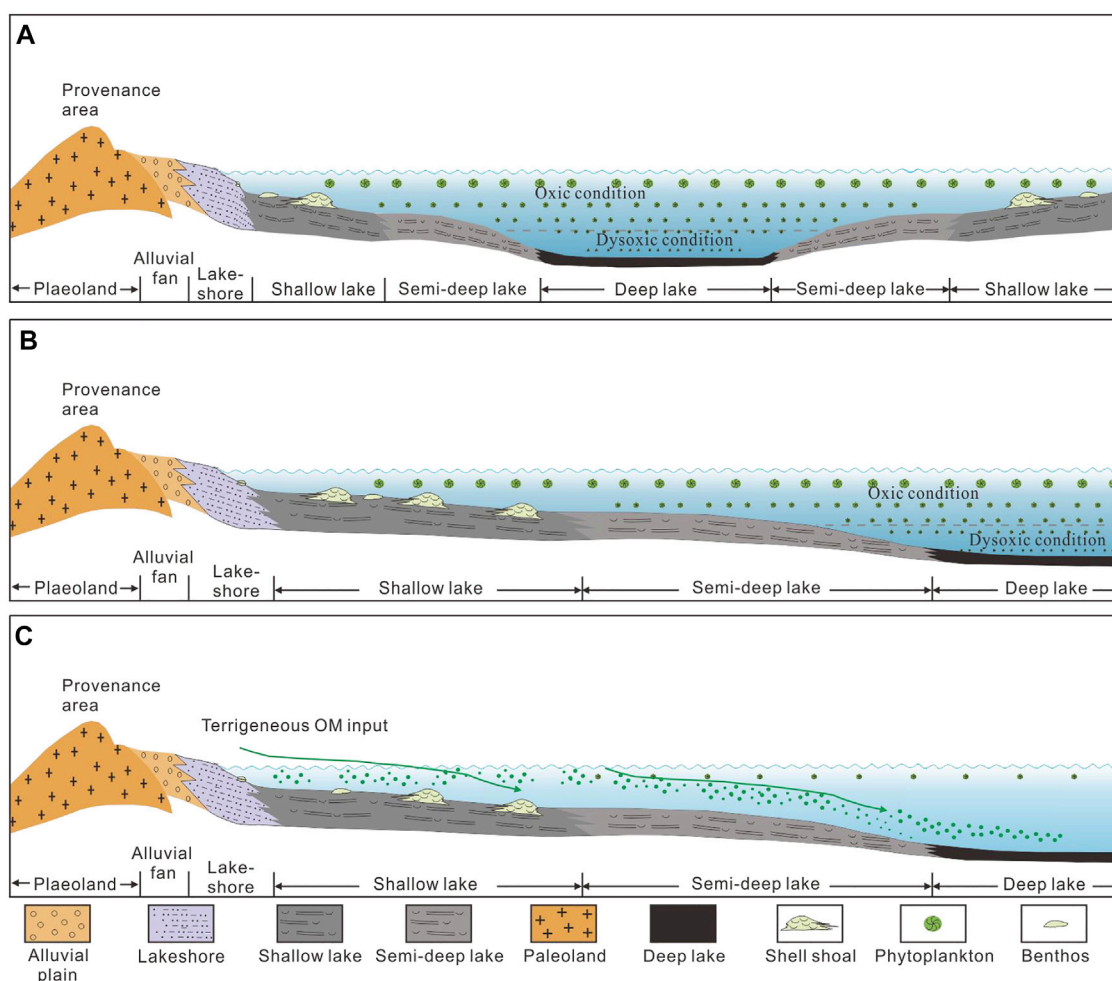 A
Provenance
area
Oxic condition
Dysoxic condition
Alluvial
fan
Lake-
shore
Plaeoland
Shallow lake
Semi-deep lake
Deep lake
Semi-deep lake
Shallow lake
B
Provenance
area
Oxic condition
Dysoxic condition
Alluvial
fan
Lake-
shore
Plaeoland
Shallow lake
Semi-deep lake
Deep lake
C
Provenance
area
Terrigeneous OM input
Alluvial
fan
Lake-
shore
Plaeoland
Shallow lake
Semi-deep lake
Deep lake
Alluvial
plain
Lakeshore
Shallow lake
Semi-deep lake
Paleoland
Deep lake
Shell shoal
Phytoplankton
Benthos